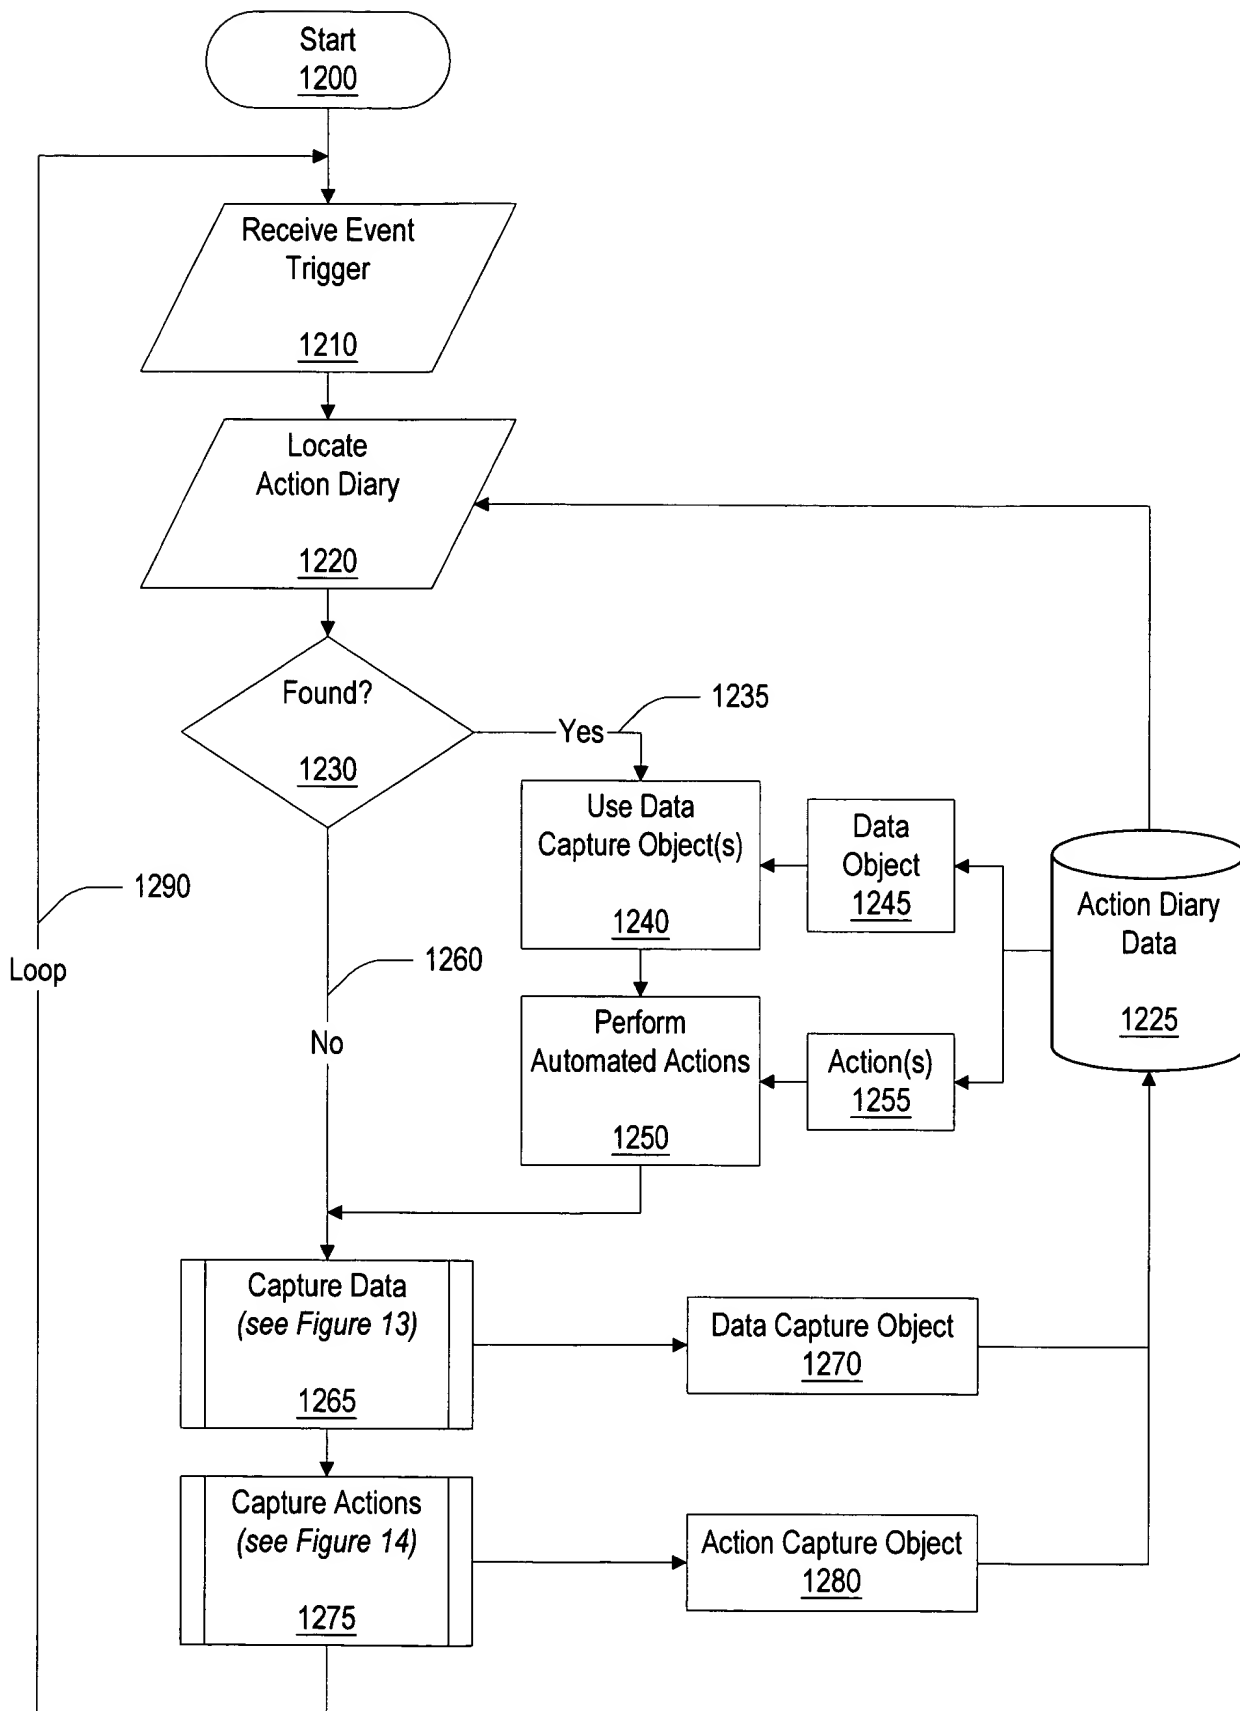 Start
1200
Receive Event
Trigger
1210
Locate
Action Diary
1220
Found?
1230
Yes
1235
Use Data
Capture Object(s)
1240
Data
Object
1245
Action Diary
Data
1225
1290
Loop
1260
No
Perform
Automated Actions
1250
Action(s)
1255
Capture Data
(see Figure 13)
1265
Data Capture Object
1270
Capture Actions
(see Figure 14)
1275
Action Capture Object
1280